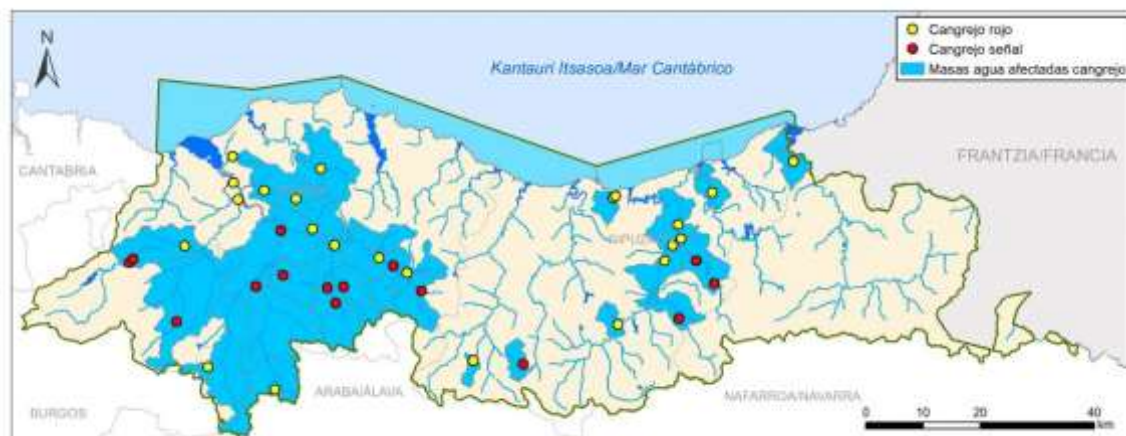 N
Kantauri Itsasoa/Mar Cantábrico
Cangrejo rojo
Cangrejo señal
Masas agua afectadas cangrejo
CANTABRIA
FRANTZIA/FRANCIA
BURGOS
ARABA/ÁLAVA
NAFARROA/NAVARRA
0 10 20 40
km